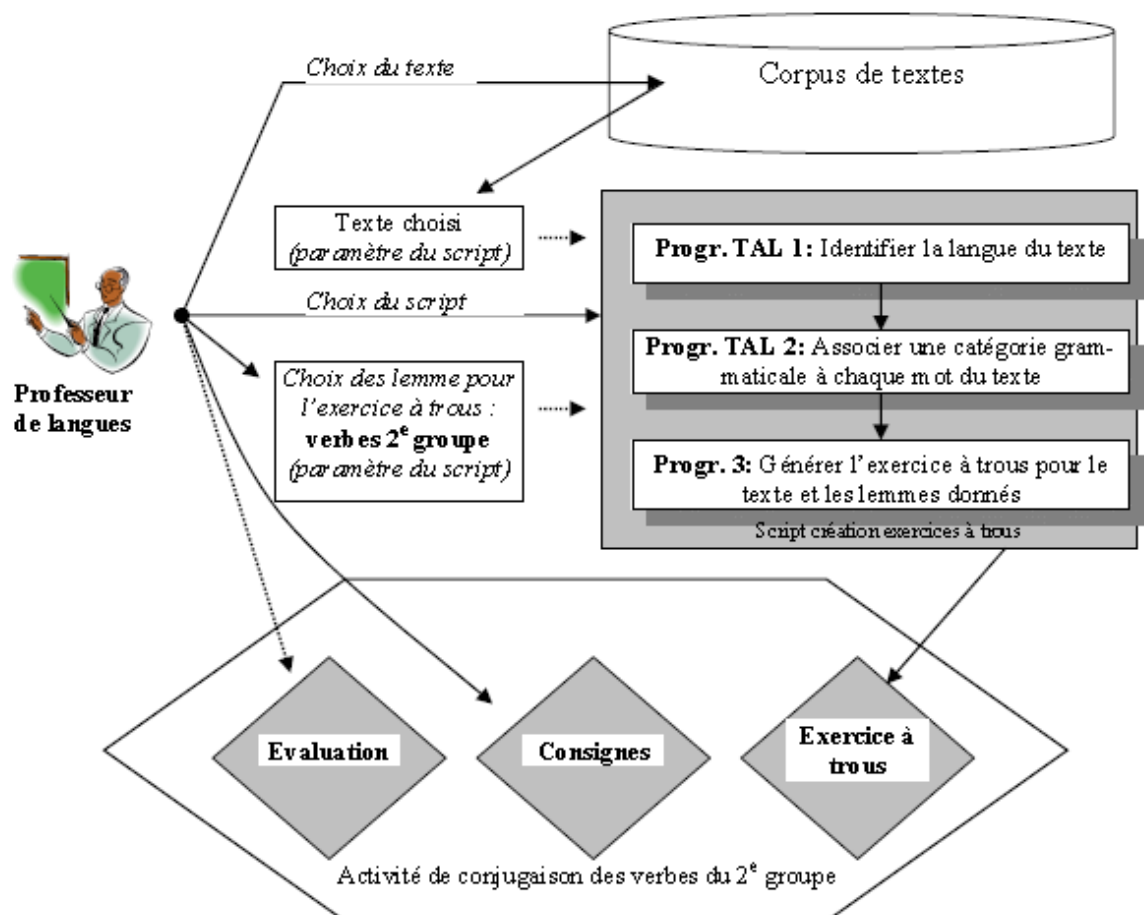 Choix du texte
Corpus de textes
Texte choisi
(paramètre du script)
Progr. TAL 1: Identifier la langue du texte
Choix du script
Progr. TAL 2: Associer une catégorie gram-
maticale à chaque mot du texte
Professeur
de langues
Choix des lemme pour
l'exercice à trous :
verbes 2e groupe
(paramètre du script)
Progr. 3: Générer l'exercice à trous pour le
texte et les lemmes donnés
Script création exercices à trous
Evaluation
Consignes
Exercice à
trous
Activité de conjugaison des verbes du 2e groupe